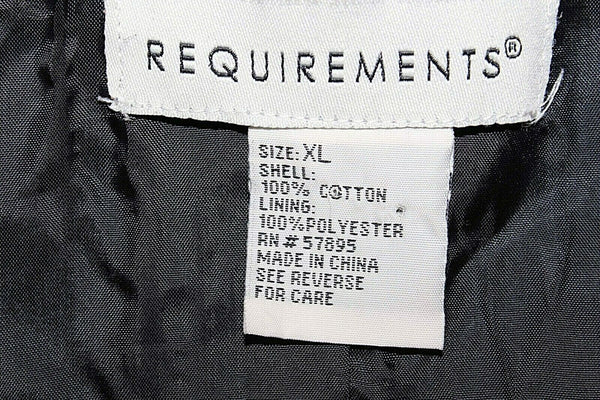 REQUIREMENTS®
SIZE: XL
SHELL:
100% COTTON
LINING:
100%POLYESTER
RN # 57895
MADE IN CHINA
SEE REVERSE
FOR CARE